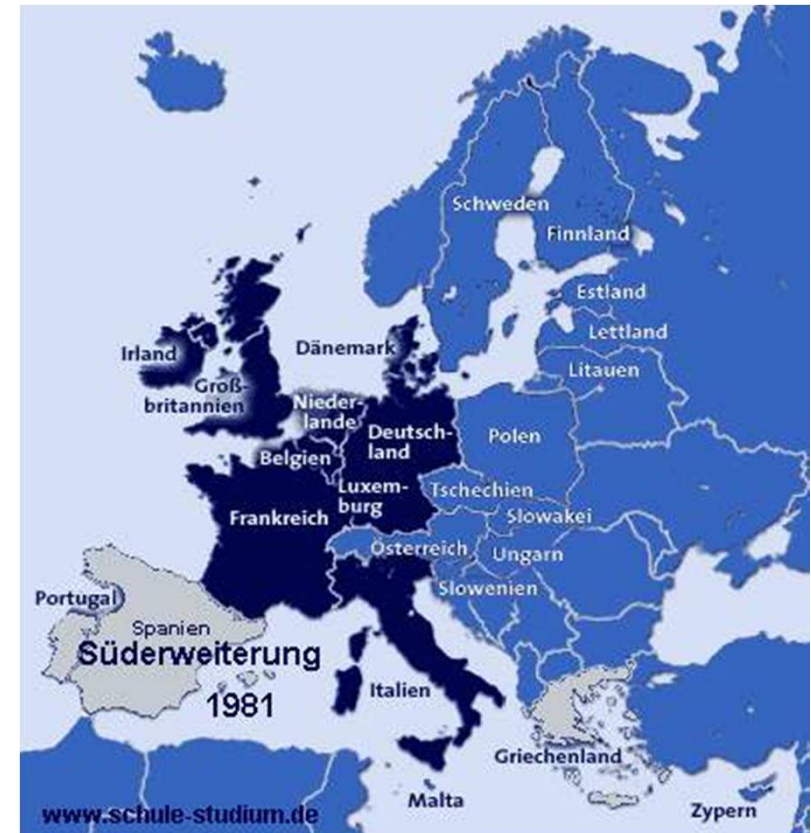 Schweden
Finnland
Estland
Lettland
Litauen
Irland
Dänemark
Groß-
britannien
Nieder-
lande
Deutsch-
land
Polen
Belgien
Luxem-
burg
Tschechien
Frankreich
Slowakei
Österreich
Ungarn
Slowenien
Portugal
Spanien
Süderweiterung
1981
Italien
Griechenland
Malta
Zypern
www.schule-studium.de